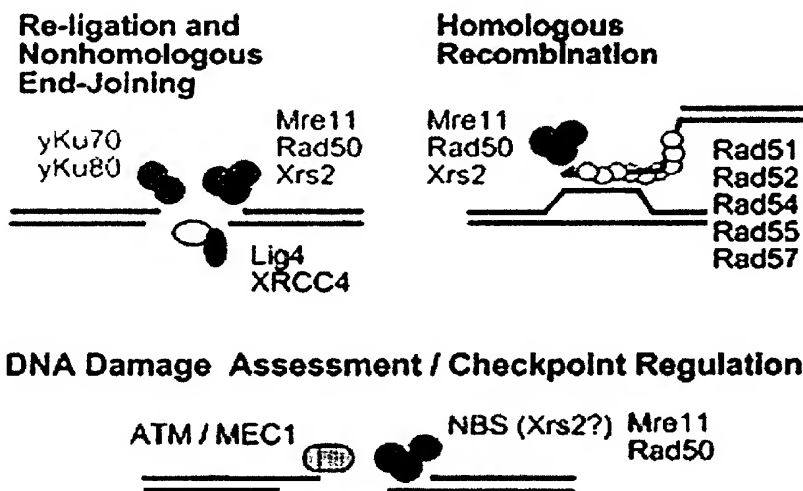 Re-ligation and
Nonhomologous
End-Joining
yKu70
yKu80
Mre11
Rad50
Xrs2
Lig4
XRCC4
Homologous
Recombination
Mre11
Rad50
Xrs2
Rad51
Rad52
Rad54
Rad55
Rad57
DNA Damage Assessment / Checkpoint Regulation
ATM / MEC1
NBS (Xrs2?)
Mre11
Rad50